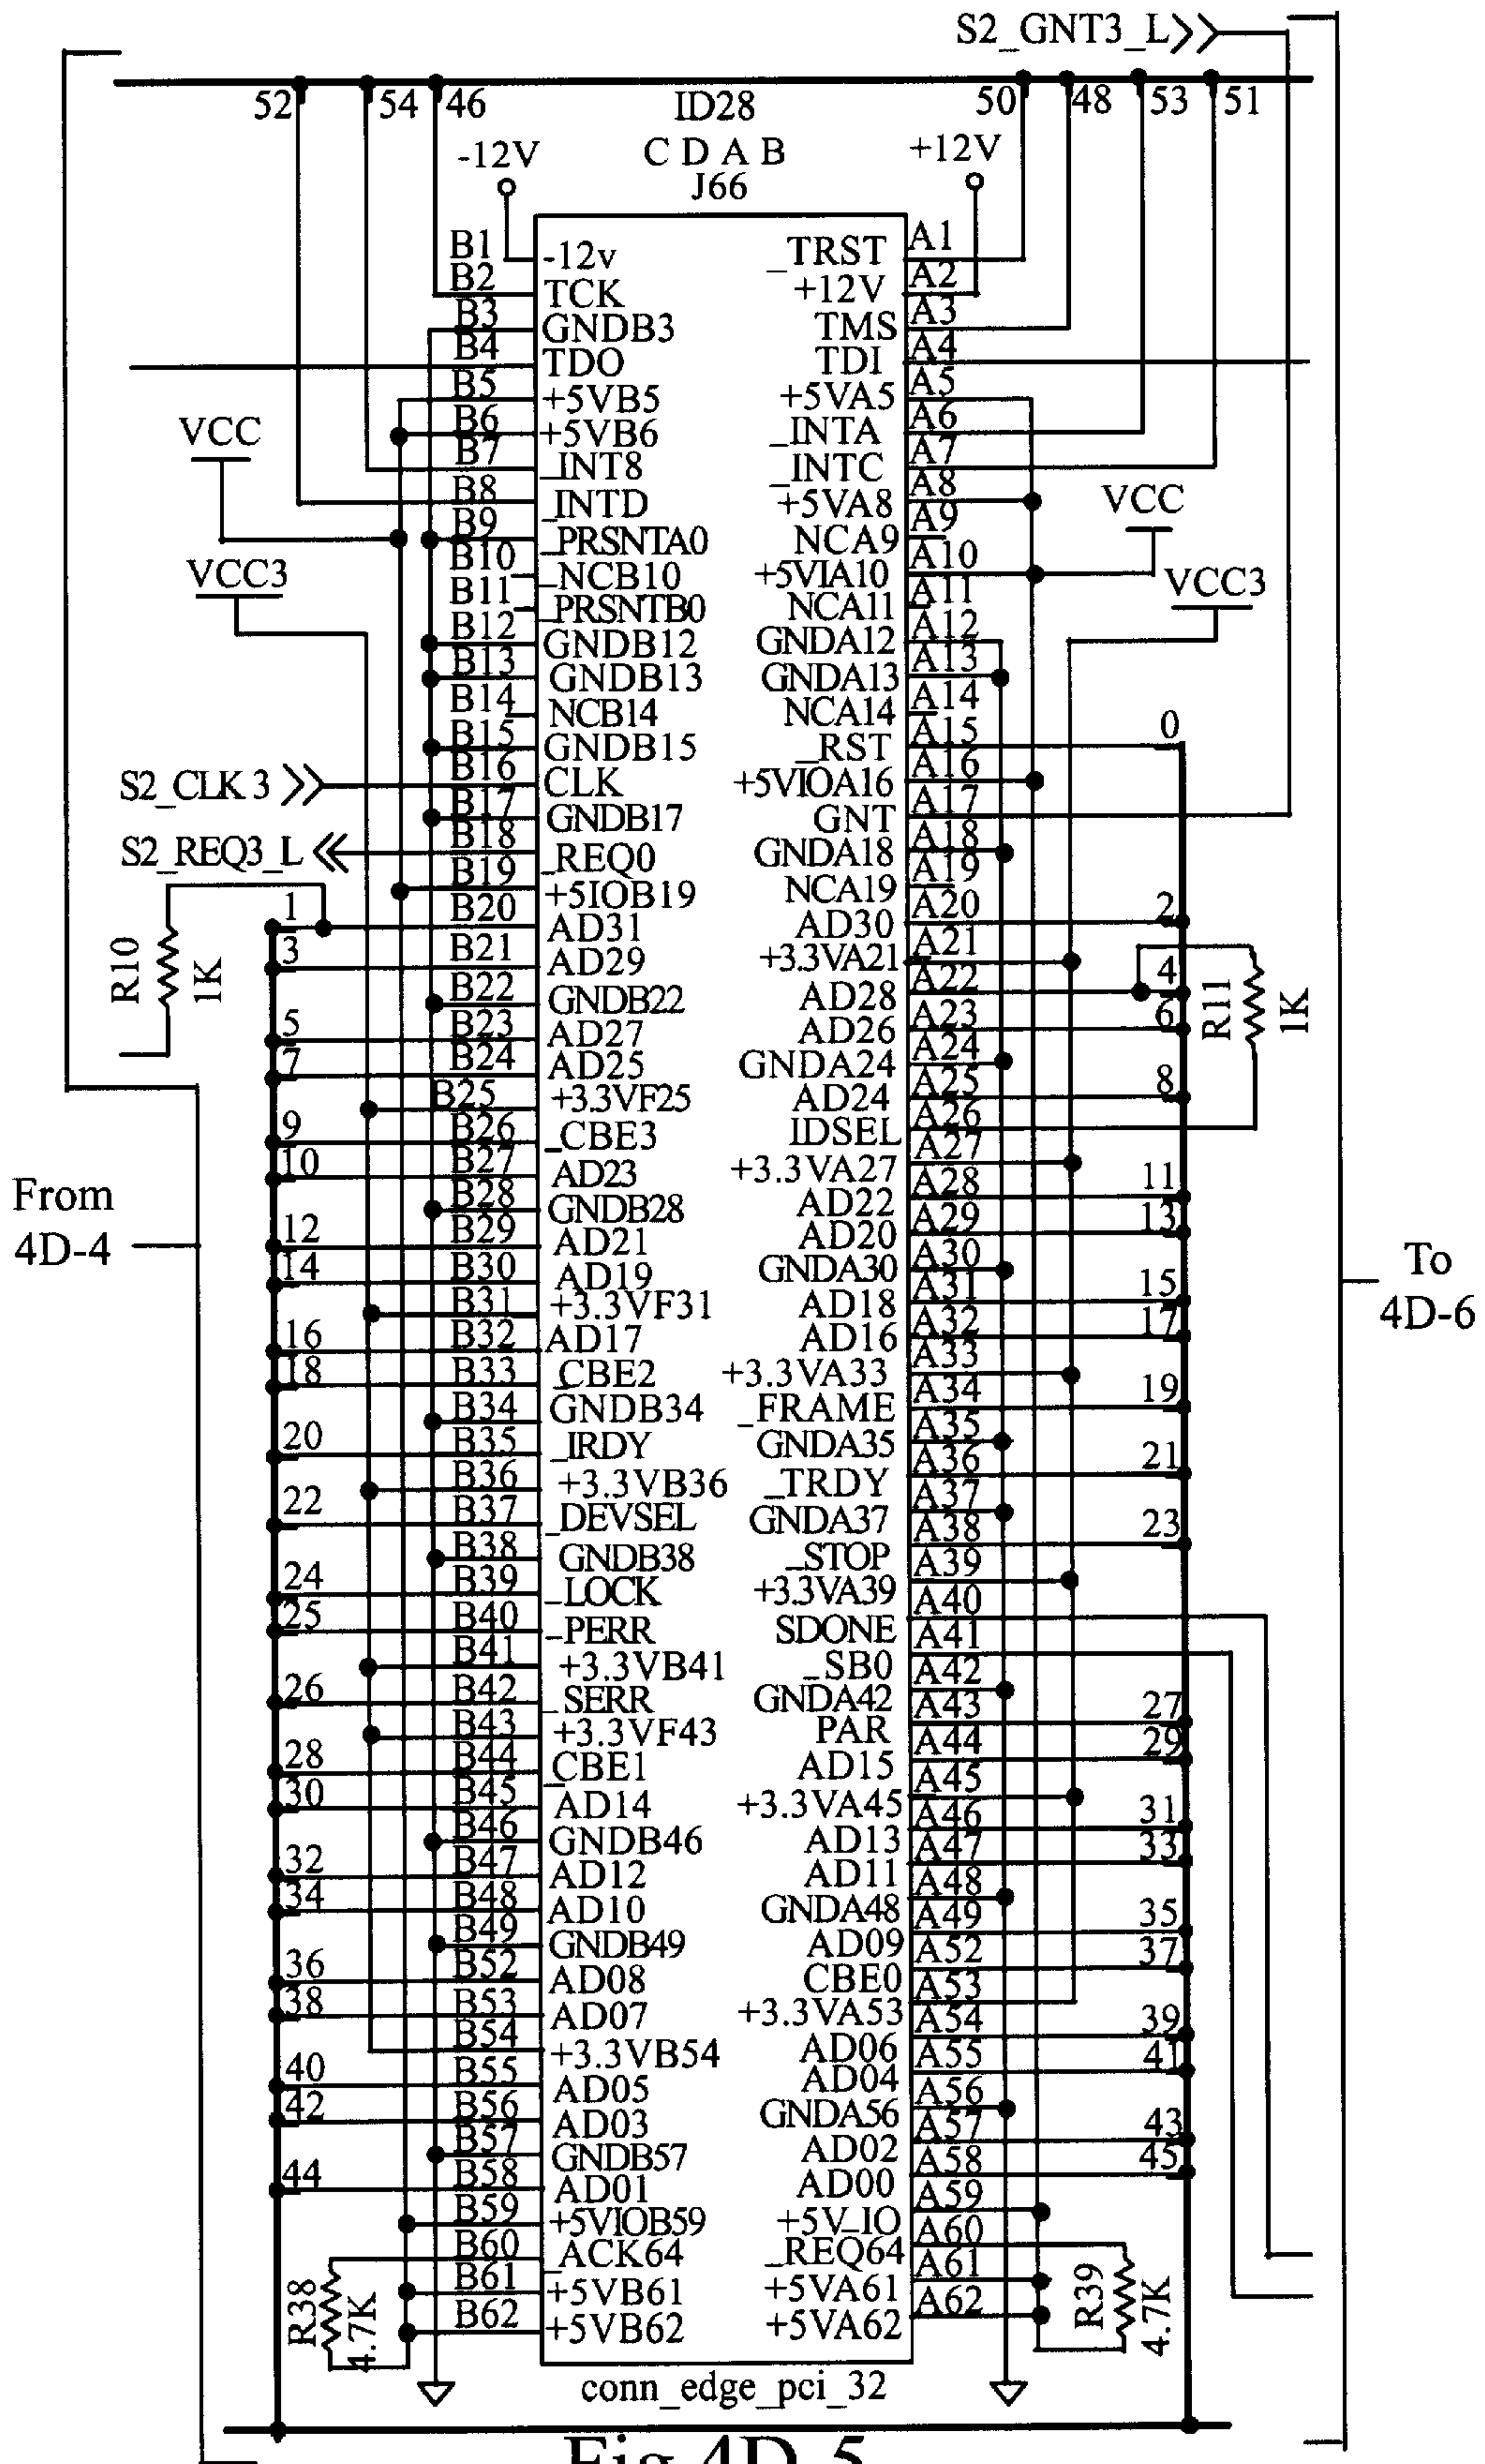 S2_GNT3_L
52 54 46 ID28 50 48 53 51
-12V C D A B +12V
J66
B1 -12v _TRST A1
B2 TCK +12V A2
B3 GNDB3 TMS A3
B4 TDO TDI A4
B5 +5VB5 +5VA5 A5
VCC B6 +5VB6 _INTA A6
B7 _INT8 _INTC A7
B8 _INTD +5VA8 A8 VCC
B9 _PRSNTA0 NCA9 A9
VCC3 B10 _NCB10 +5VIA10 A10 VCC3
B11 _PRSNTB0 NCA11 A11
B12 GNDB12 GNDA12 A12
B13 GNDB13 GNDA13 A13
B14 NCB14 NCA14 A14
B15 GNDB15 _RST A15 0
S2_CLK 3 B16 CLK +5VIOA16 A16
B17 GNDB17 GNT A17
S2_REQ3_L B18 _REQ0 GNDA18 A18
B19 +5IOB19 NCA19 A19
1 B20 AD31 AD30 A20 2
3 B21 AD29 +3.3VA21 A21
R10 1K B22 GNDB22 AD28 A22 4 R11 1K
5 B23 AD27 AD26 A23 6
7 B24 AD25 GNDA24 A24
B25 +3.3VF25 AD24 A25 8
9 B26 _CBE3 IDSEL A26
10 B27 AD23 +3.3VA27 A27
From
4D-4
B28 GNDB28 AD22 A28 11
12 B29 AD21 AD20 A29 13
14 B30 AD19 GNDA30 A30
To
4D-6
B31 +3.3VF31 AD18 A31 15
16 B32 AD17 AD16 A32 17
18 B33 _CBE2 +3.3VA33 A33
B34 GNDB34 _FRAME A34 19
20 B35 _IRDY GNDA35 A35
B36 +3.3VB36 _TRDY A36 21
22 B37 _DEVSEL GNDA37 A37
B38 GNDB38 _STOP A38 23
24 B39 _LOCK +3.3VA39 A39
25 B40 _PERR SDONE A40
B41 +3.3VB41 _SB0 A41
26 B42 _SERR GNDA42 A42
B43 +3.3VF43 PAR A43 27
28 B44 _CBE1 AD15 A44 29
30 B45 AD14 +3.3VA45 A45
B46 GNDB46 AD13 A46 31
32 B47 AD12 AD11 A47 33
34 B48 AD10 GNDA48 A48
B49 GNDB49 AD09 A49 35
36 B52 AD08 CBE0 A52 37
38 B53 AD07 +3.3VA53 A53
B54 +3.3VB54 AD06 A54 39
40 B55 AD05 AD04 A55 41
42 B56 AD03 GNDA56 A56
B57 GNDB57 AD02 A57 43
44 B58 AD01 AD00 A58 45
B59 +5VIOB59 +5V_IO A59
B60 _ACK64 _REQ64 A60
R38 4.7K B61 +5VB61 +5VA61 A61 R39 4.7K
B62 +5VB62 +5VA62 A62
conn_edge_pci_32
Fig 4D-5